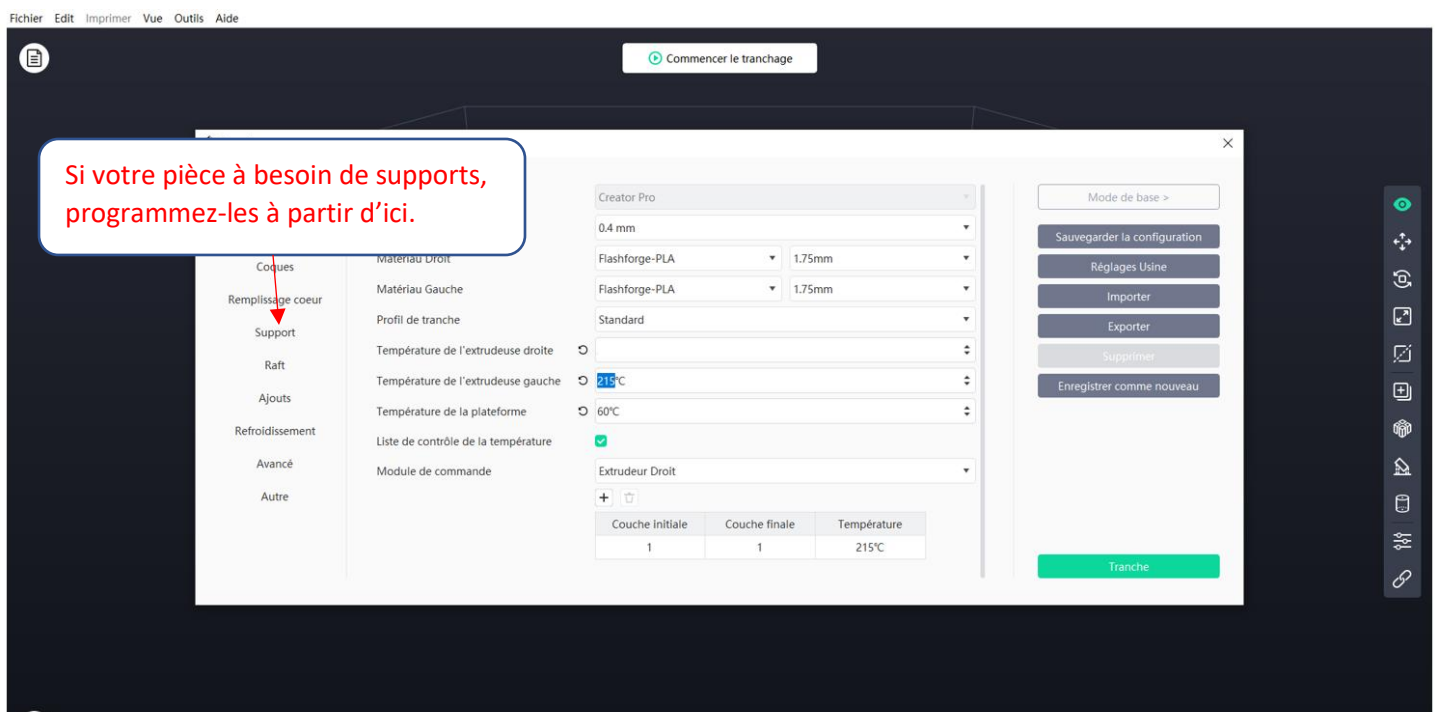 Fichier Edit Imprimer Vue Outils Aide
Commencer le tranchage
Si votre pièce à besoin de supports,
programmez-les à partir d’ici.
Creator Pro
Mode de base >
0.4 mm
Sauvegarder la configuration
Coques
Matériau Droit
Flashforge-PLA
1.75mm
Réglages Usine
Remplissage coeur
Matériau Gauche
Flashforge-PLA
1.75mm
Importer
Support
Profil de tranche
Standard
Exporter
Raft
Température de l'extrudeuse droite
Supprimer
Température de l'extrudeuse gauche
215℃
Enregistrer comme nouveau
Ajouts
Température de la plateforme
60℃
Refroidissement
Liste de contrôle de la température
Avancé
Module de commande
Extrudeur Droit
Autre
Couche initiale Couche finale Température
1 1 215℃
Tranche